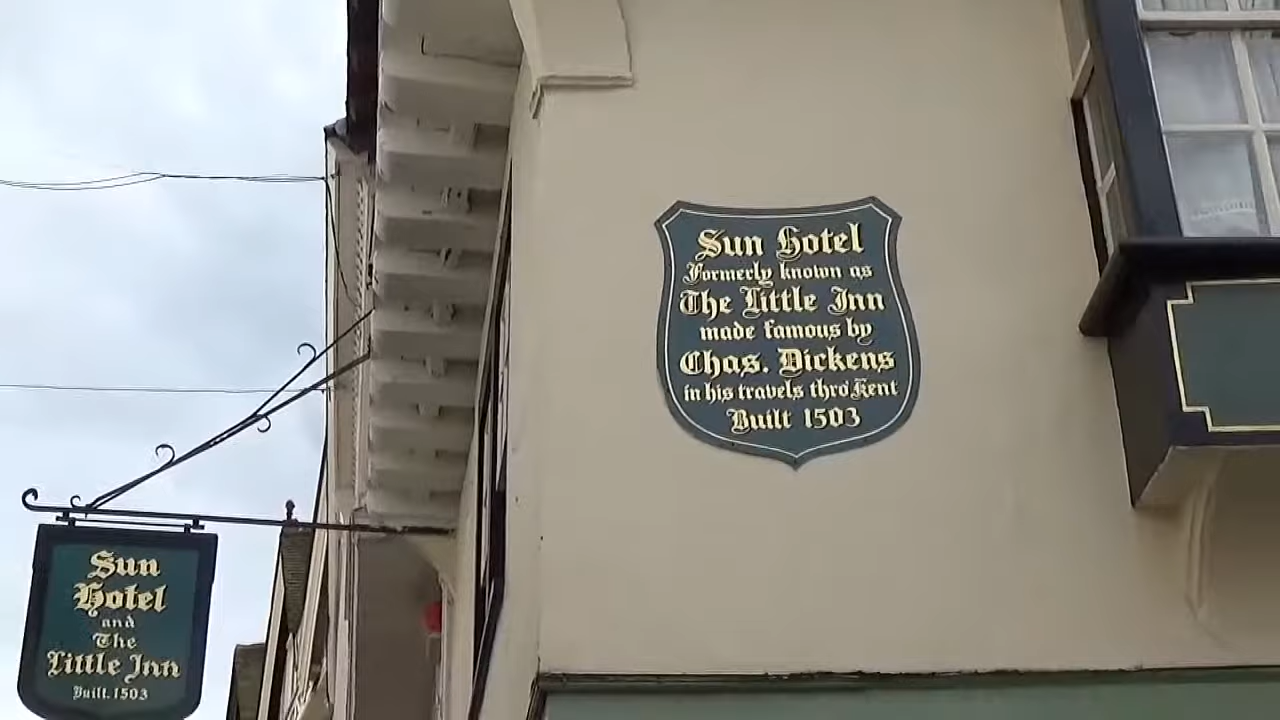 Sun Hotel
Formerly known as
The Little Inn
made famous by
Chas. Dickens
in his travels thro' Kent
Built 1503
Sun
Hotel
and
The
Little Inn
Built. 1503